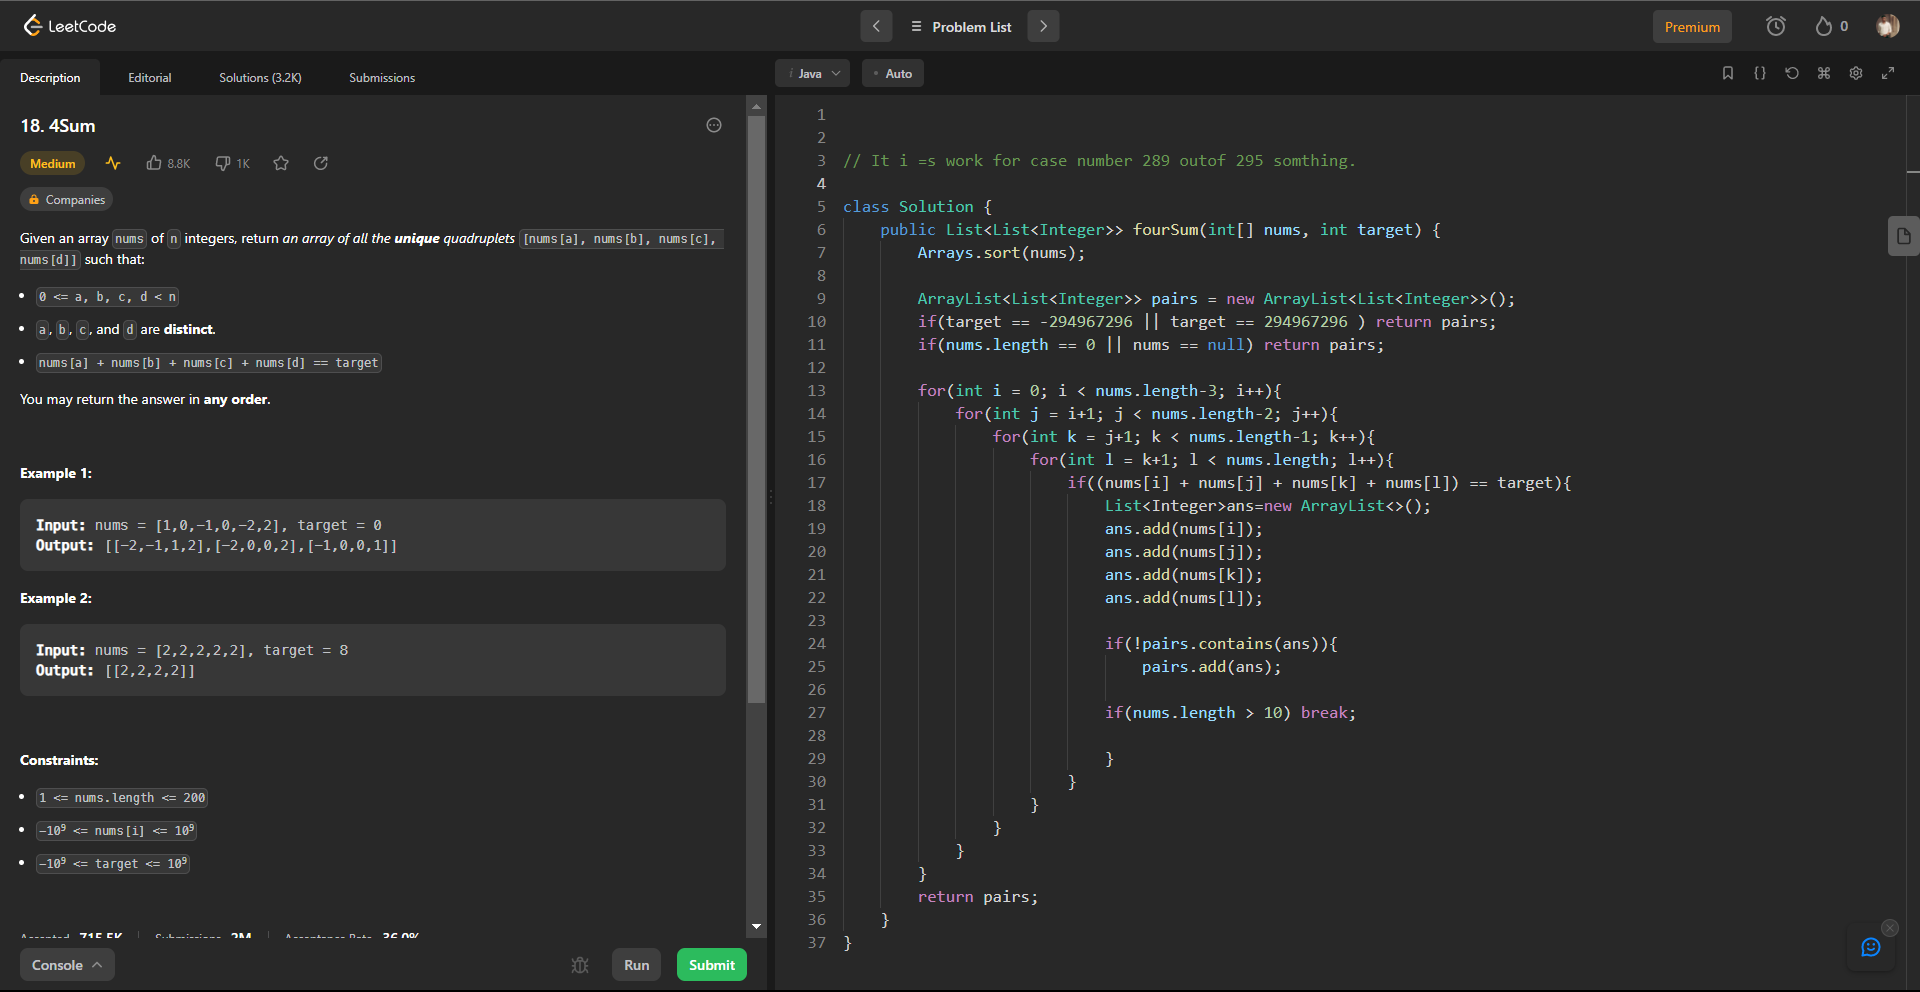 LeetCode
Problem List
Premium
0
Description
Editorial
Solutions (3.2K)
Submissions
i Java
Auto
18. 4Sum
Medium
8.8K
1K
Companies
Given an array nums of n integers, return an array of all the unique quadruplets [nums[a], nums[b], nums[c],
nums[d]] such that:
• 0 <= a, b, c, d < n
• a, b, c, and d are distinct.
• nums[a] + nums[b] + nums[c] + nums[d] == target
You may return the answer in any order.
Example 1:
Input: nums = [1,0,−1,0,−2,2], target = 0
Output: [[−2,−1,1,2],[−2,0,0,2],[−1,0,0,1]]
Example 2:
Input: nums = [2,2,2,2,2], target = 8
Output: [[2,2,2,2]]
Constraints:
• 1 <= nums.length <= 200
• −10⁹ <= nums[i] <= 10⁹
• −10⁹ <= target <= 10⁹
Accepted 715.5K Submissions 2M Acceptance Rate 36.0%
Console
Run
Submit
1
2
3 // It i =s work for case number 289 outof 295 somthing.
4
5 class Solution {
6     public List<List<Integer>> fourSum(int[] nums, int target) {
7         Arrays.sort(nums);
8
9         ArrayList<List<Integer>> pairs = new ArrayList<List<Integer>>();
10         if(target == -294967296 || target == 294967296 ) return pairs;
11         if(nums.length == 0 || nums == null) return pairs;
12
13         for(int i = 0; i < nums.length-3; i++){
14             for(int j = i+1; j < nums.length-2; j++){
15                 for(int k = j+1; k < nums.length-1; k++){
16                     for(int l = k+1; l < nums.length; l++){
17                         if((nums[i] + nums[j] + nums[k] + nums[l]) == target){
18                             List<Integer>ans=new ArrayList<>();
19                             ans.add(nums[i]);
20                             ans.add(nums[j]);
21                             ans.add(nums[k]);
22                             ans.add(nums[l]);
23
24                             if(!pairs.contains(ans)){
25                                 pairs.add(ans);
26
27                             if(nums.length > 10) break;
28
29                             }
30                         }
31                     }
32                 }
33             }
34         }
35         return pairs;
36     }
37 }